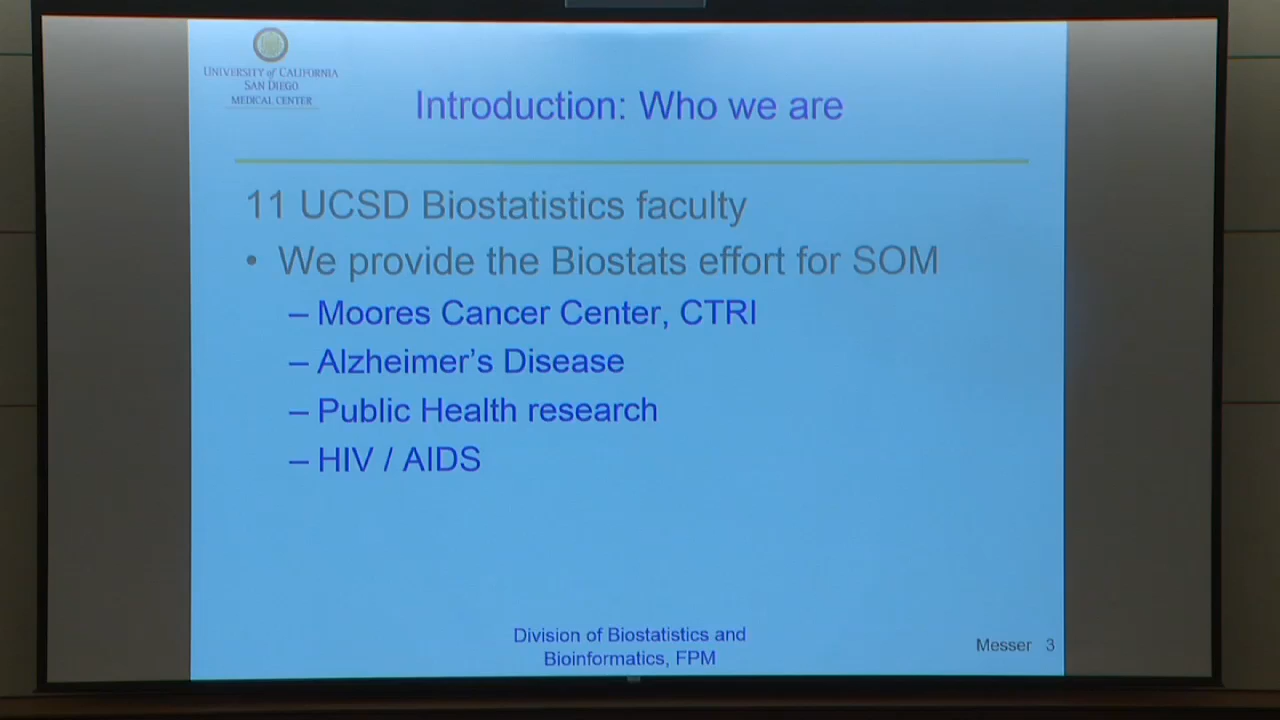 UNIVERSITY of CALIFORNIA
SAN DIEGO
MEDICAL CENTER
Introduction: Who we are
11 UCSD Biostatistics faculty
• We provide the Biostats effort for SOM
– Moores Cancer Center, CTRI
– Alzheimer's Disease
– Public Health research
– HIV / AIDS
Division of Biostatistics and
Bioinformatics, FPM
Messer 3